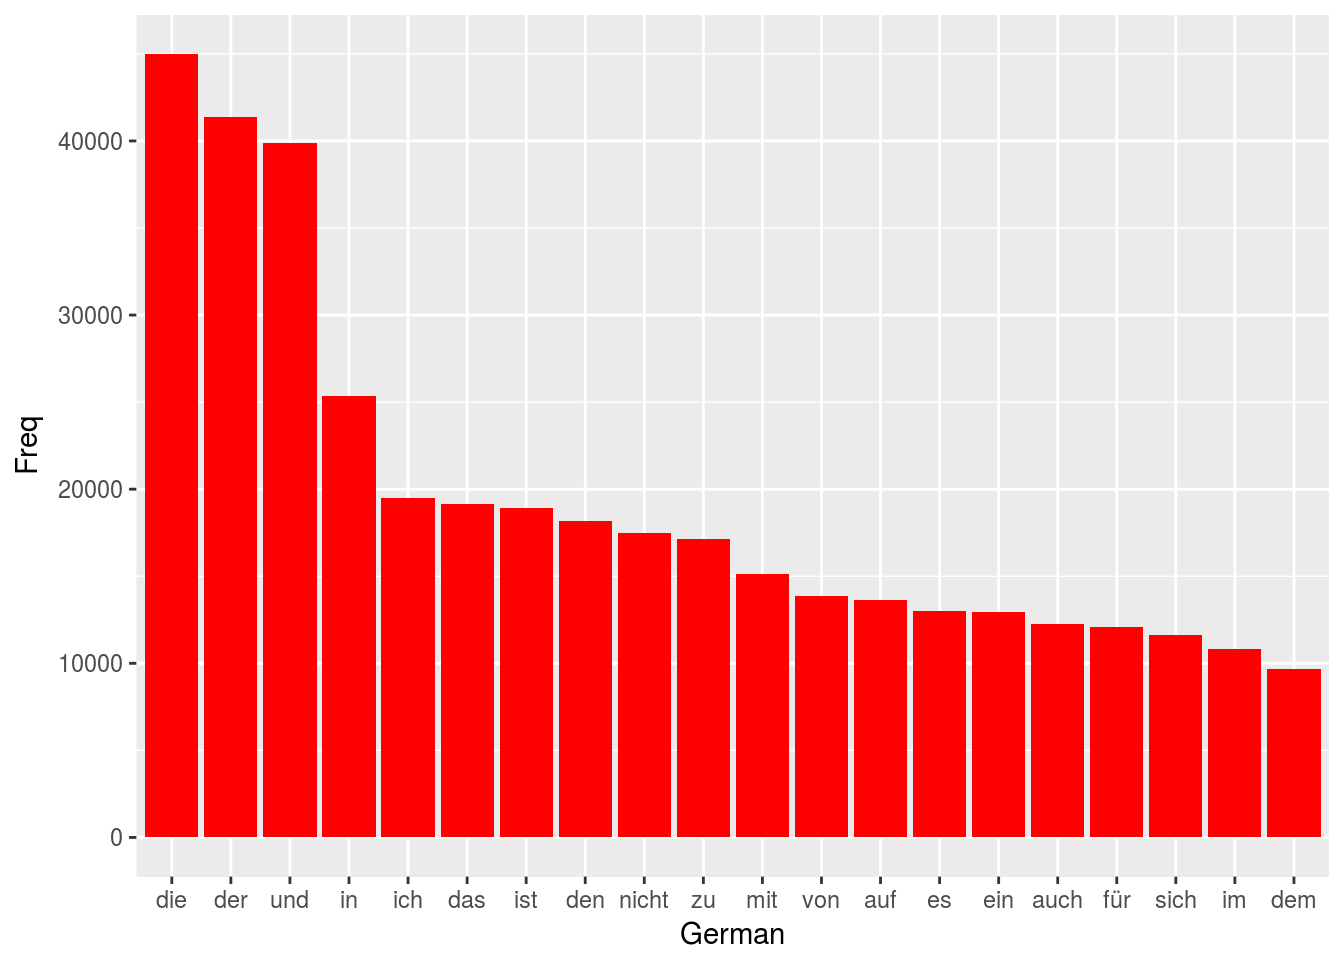 Freq
40000
30000
20000
10000
0
die der und in ich das ist den nicht zu mit von auf es ein auch für sich im dem
German